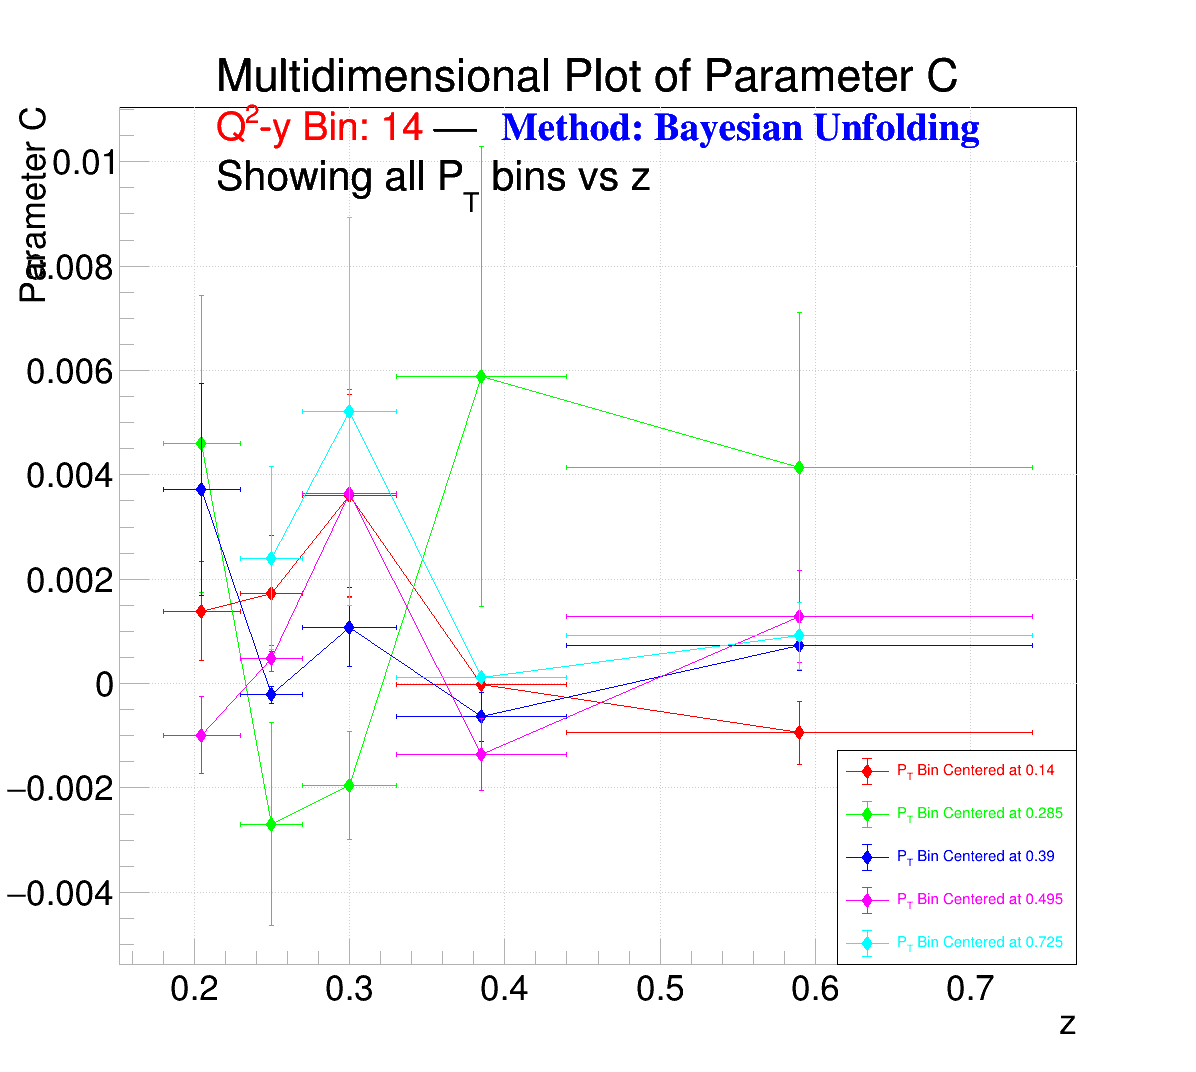 Multidimensional Plot of Parameter C
Q2-y Bin: 14 — Method: Bayesian Unfolding
Showing all PT bins vs z
Parameter C
0.01
0.008
0.006
0.004
0.002
0
−0.002
−0.004
PT Bin Centered at 0.14
PT Bin Centered at 0.285
PT Bin Centered at 0.39
PT Bin Centered at 0.495
PT Bin Centered at 0.725
0.2 0.3 0.4 0.5 0.6 0.7
z